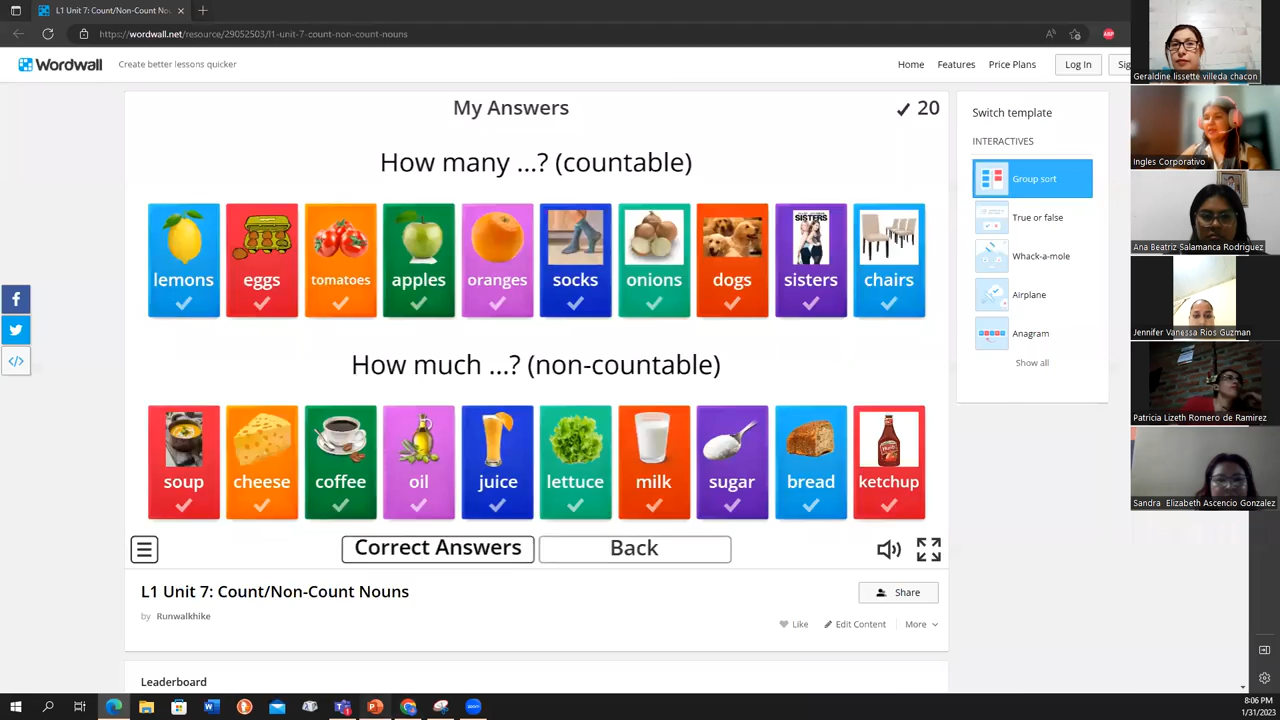 L1 Unit 7: Count/Non-Count No
https://wordwall.net/resource/29052503/l1-unit-7-count-non-count-nouns
Wordwall
Create better lessons quicker
Home
Features
Price Plans
Log In
My Answers
20
How many ...? (countable)
lemons
eggs
tomatoes
apples
oranges
socks
onions
dogs
SISTERS
sisters
chairs
How much ...? (non-countable)
soup
cheese
coffee
oil
juice
lettuce
milk
sugar
bread
ketchup
Correct Answers
Back
L1 Unit 7: Count/Non-Count Nouns
by Runwalkhike
Share
Like
Edit Content
More
Leaderboard
Switch template
INTERACTIVES
Group sort
True or false
Whack-a-mole
Airplane
Anagram
Show all
Geraldine lissette villeda chacon
Ingles Corporativo
Ana Beatriz Salamanca Rodriguez
Jennifer Vanessa Rios Guzman
Patricia Lizeth Romero de Ramirez
Sandra Elizabeth Ascencio Gonzalez
8:06 PM
1/31/2023